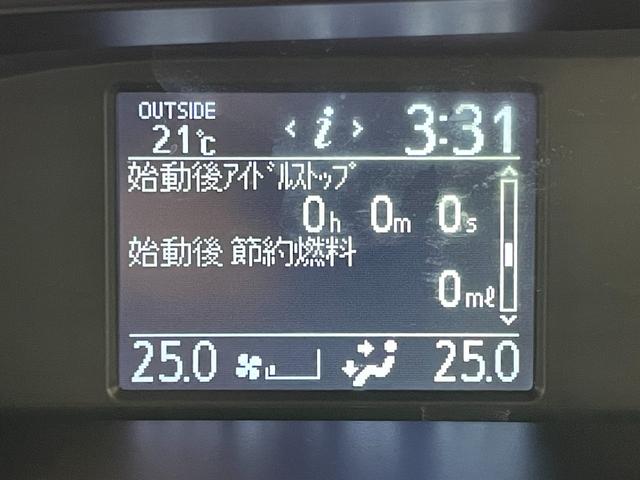 OUTSIDE
21℃
< i >
3:31
始動後アイドルストップ
0h 0m 0s
始動後 節約燃料
0ml
25.0
25.0